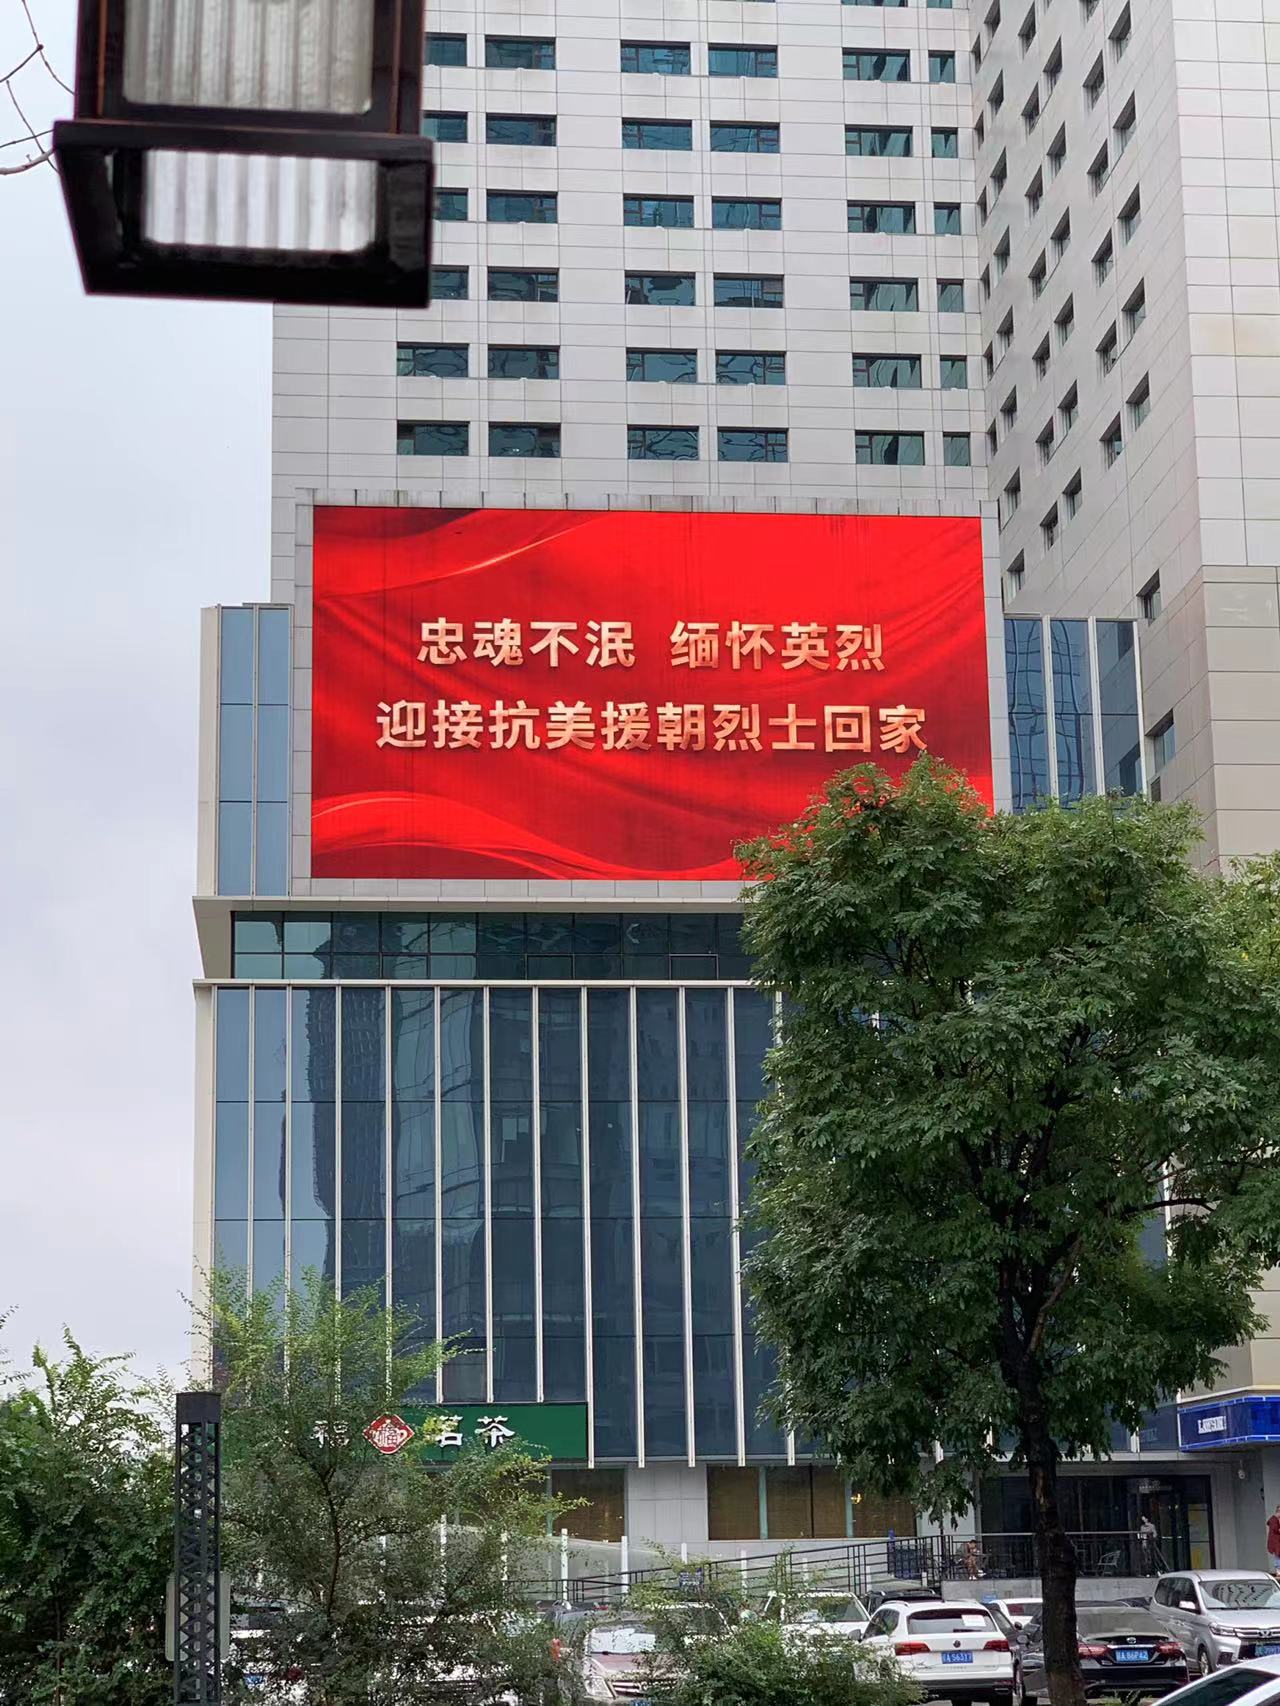 忠魂不泯 缅怀英烈
迎接抗美援朝烈士回家
茗茶